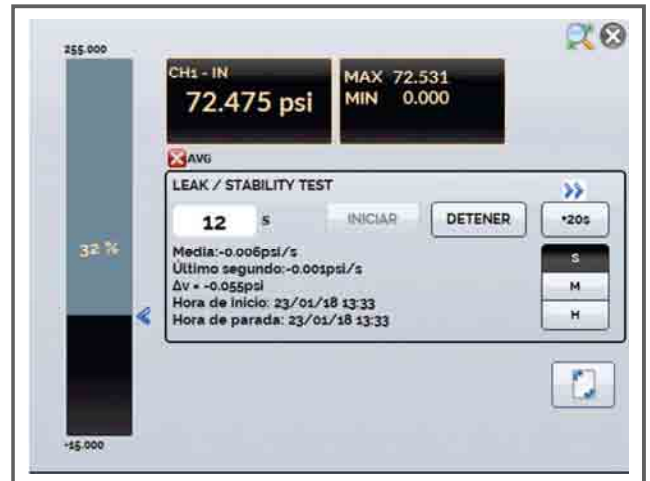 255.000
CH1 - IN
72.475 psi
MAX 72.531
MIN 0.000
AVG
LEAK / STABILITY TEST
12 s INICIAR DETENER +20s
32 %
Media:-0.006psi/s
Último segundo:-0.001psi/s
Δv = -0.055psi
Hora de inicio: 23/01/18 13:33
Hora de parada: 23/01/18 13:33
S
M
H
-15.000